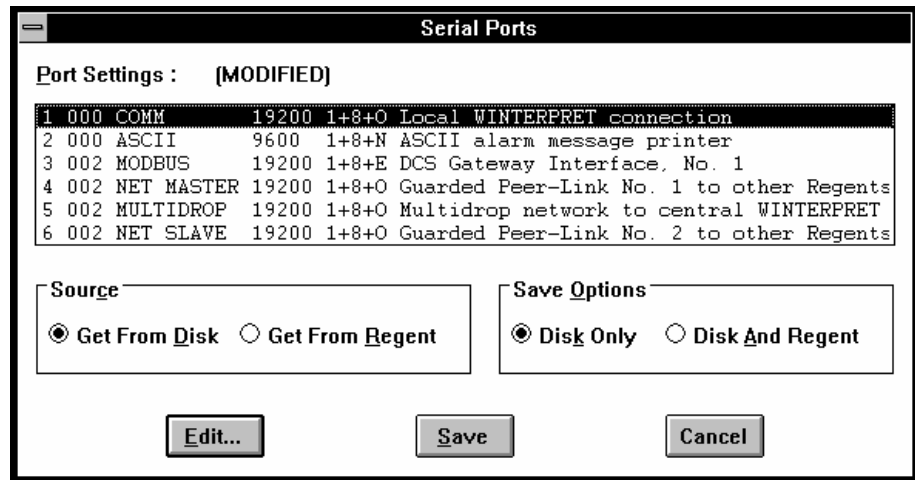 Serial Ports
Port Settings : (MODIFIED)
1 000 COMM 19200 1+8+O Local WINTERPRET connection
2 000 ASCII 9600 1+8+N ASCII alarm message printer
3 002 MODBUS 19200 1+8+E DCS Gateway Interface, No. 1
4 002 NET MASTER 19200 1+8+O Guarded Peer-Link No. 1 to other Regents
5 002 MULTIDROP 19200 1+8+O Multidrop network to central WINTERPRET
6 002 NET SLAVE 19200 1+8+O Guarded Peer-Link No. 2 to other Regents
Source
Get From Disk Get From Regent
Save Options
Disk Only Disk And Regent
Edit... Save Cancel